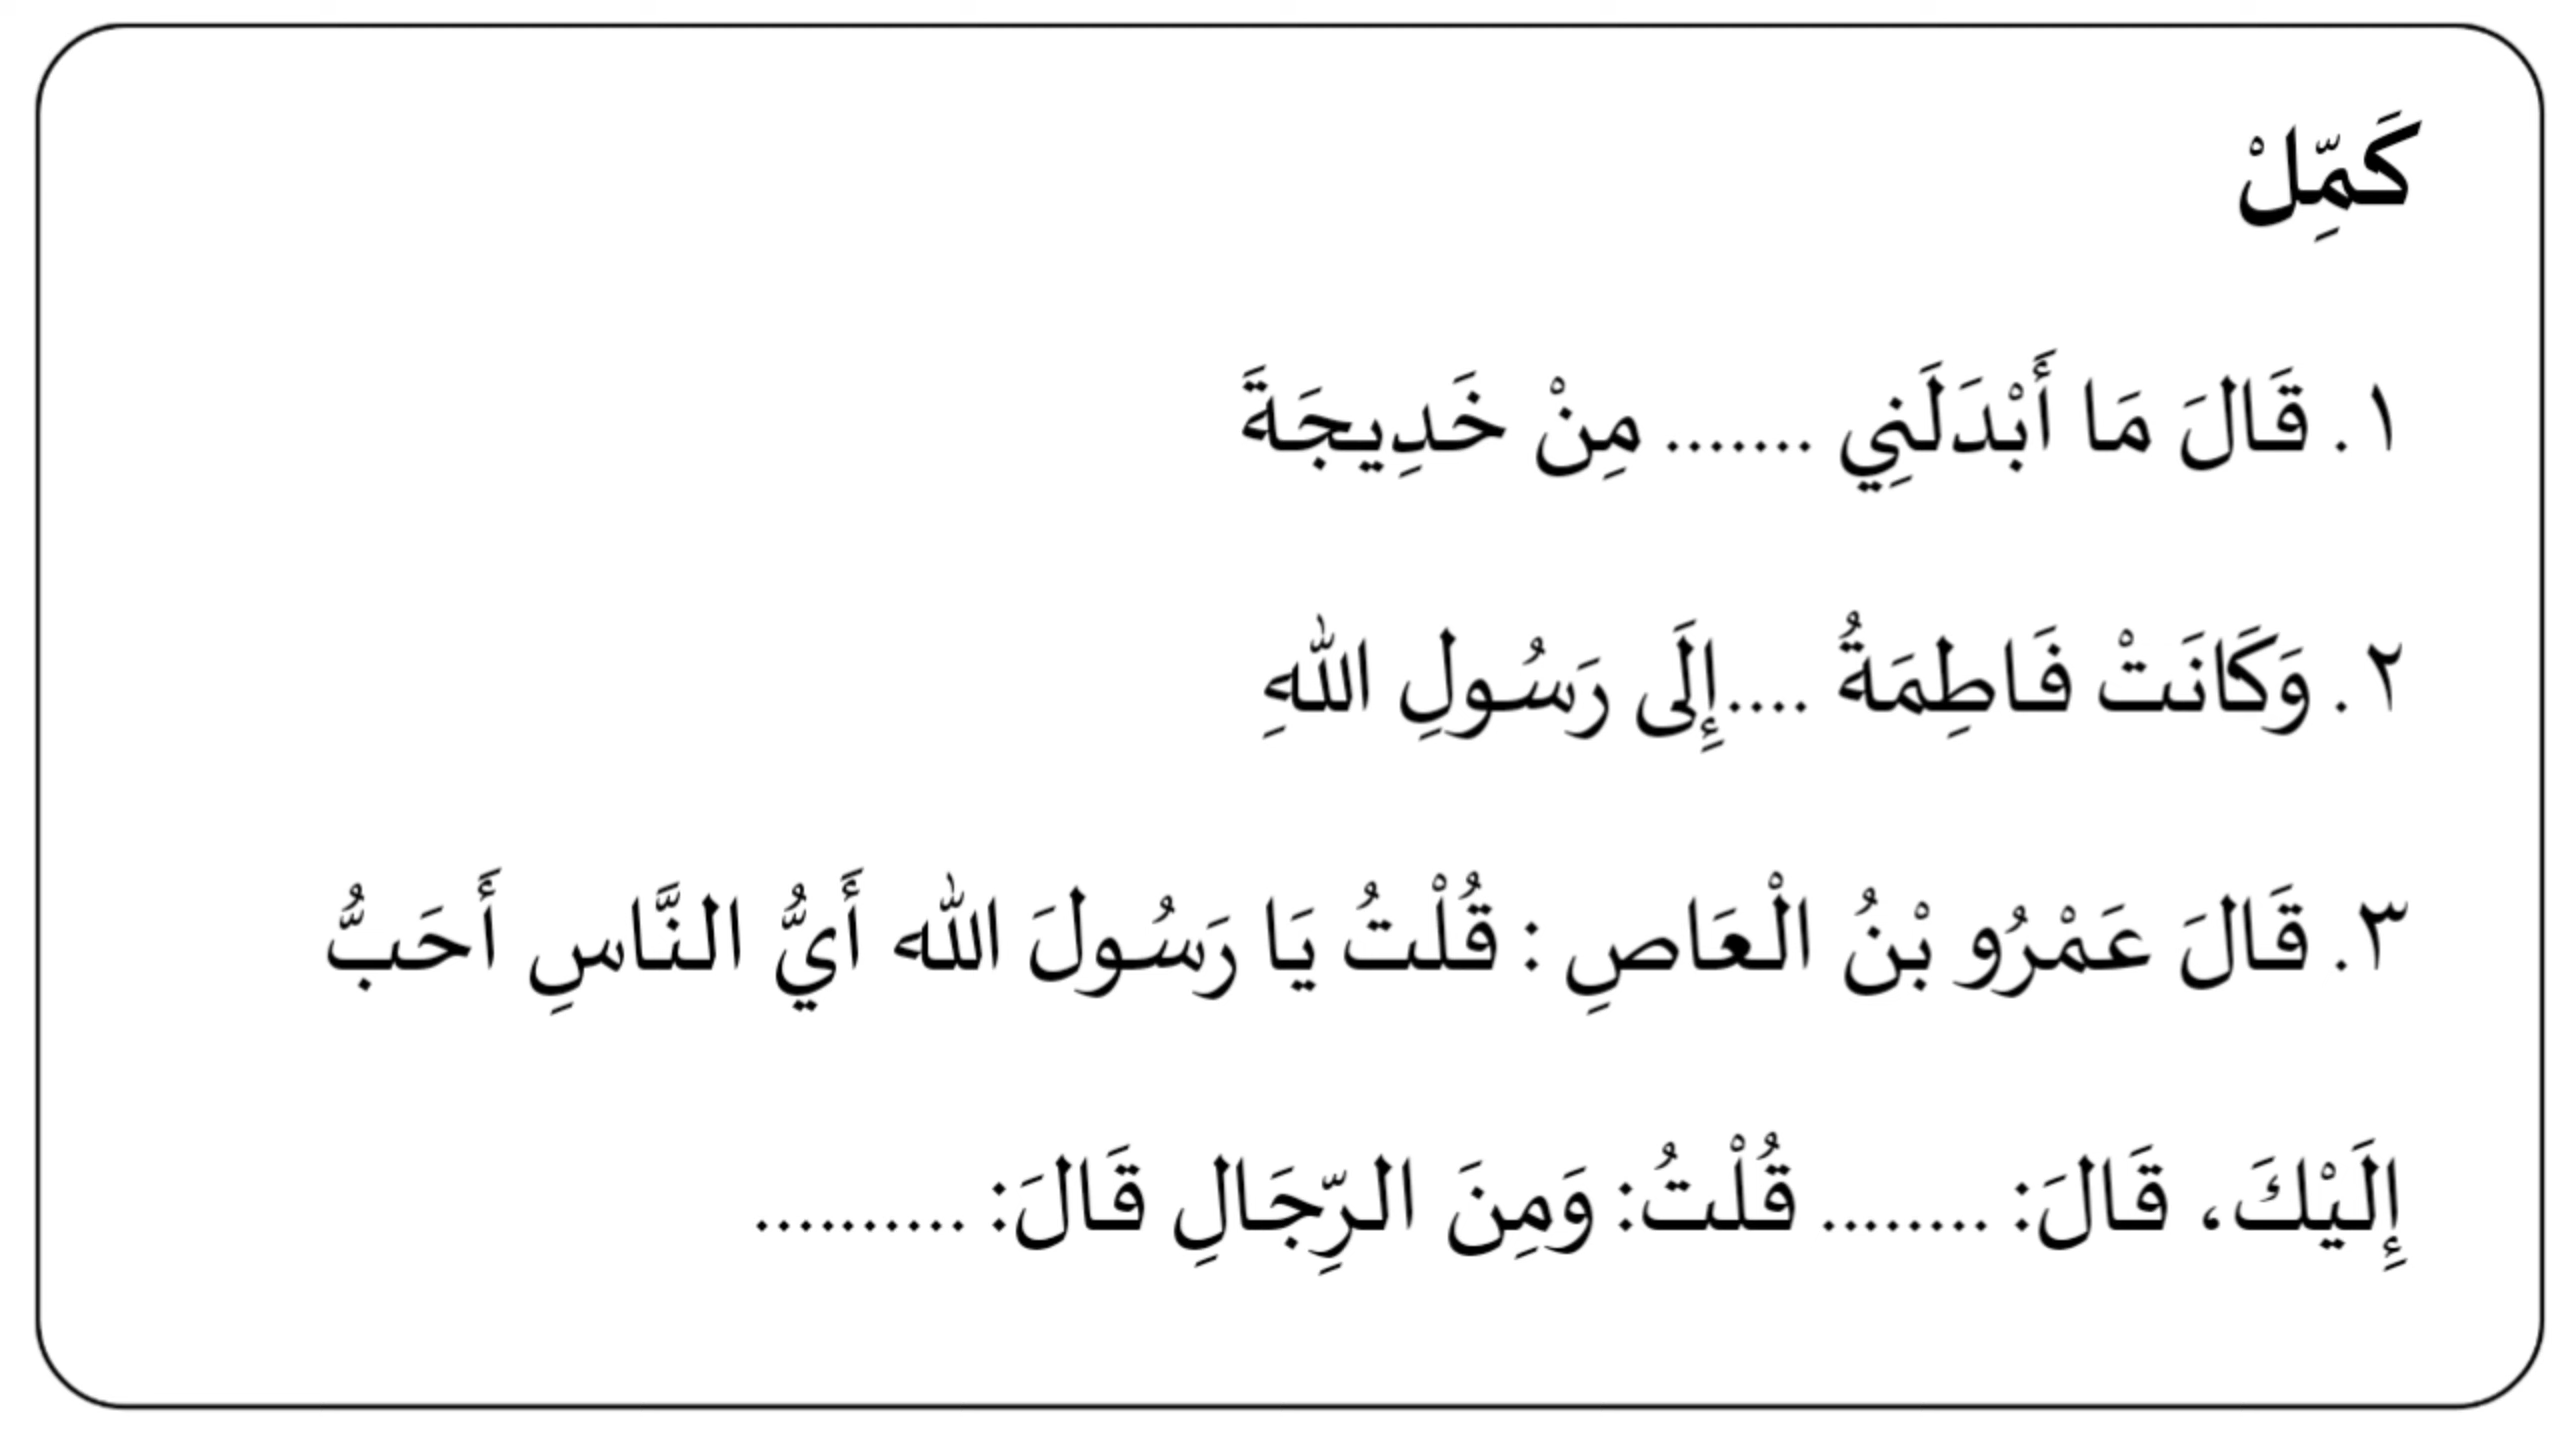 كَمِّلْ
١. قَالَ مَا أَبْدَلَنِي ....... مِنْ خَدِيجَةَ
٢. وَكَانَتْ فَاطِمَةُ ....إِلَى رَسُولِ اللهِ
٣. قَالَ عَمْرُو بْنُ الْعَاصِ : قُلْتُ يَا رَسُولَ الله أَيُّ النَّاسِ أَحَبُّ
إِلَيْكَ، قَالَ: ........ قُلْتُ: وَمِنَ الرِّجَالِ قَالَ: ..........